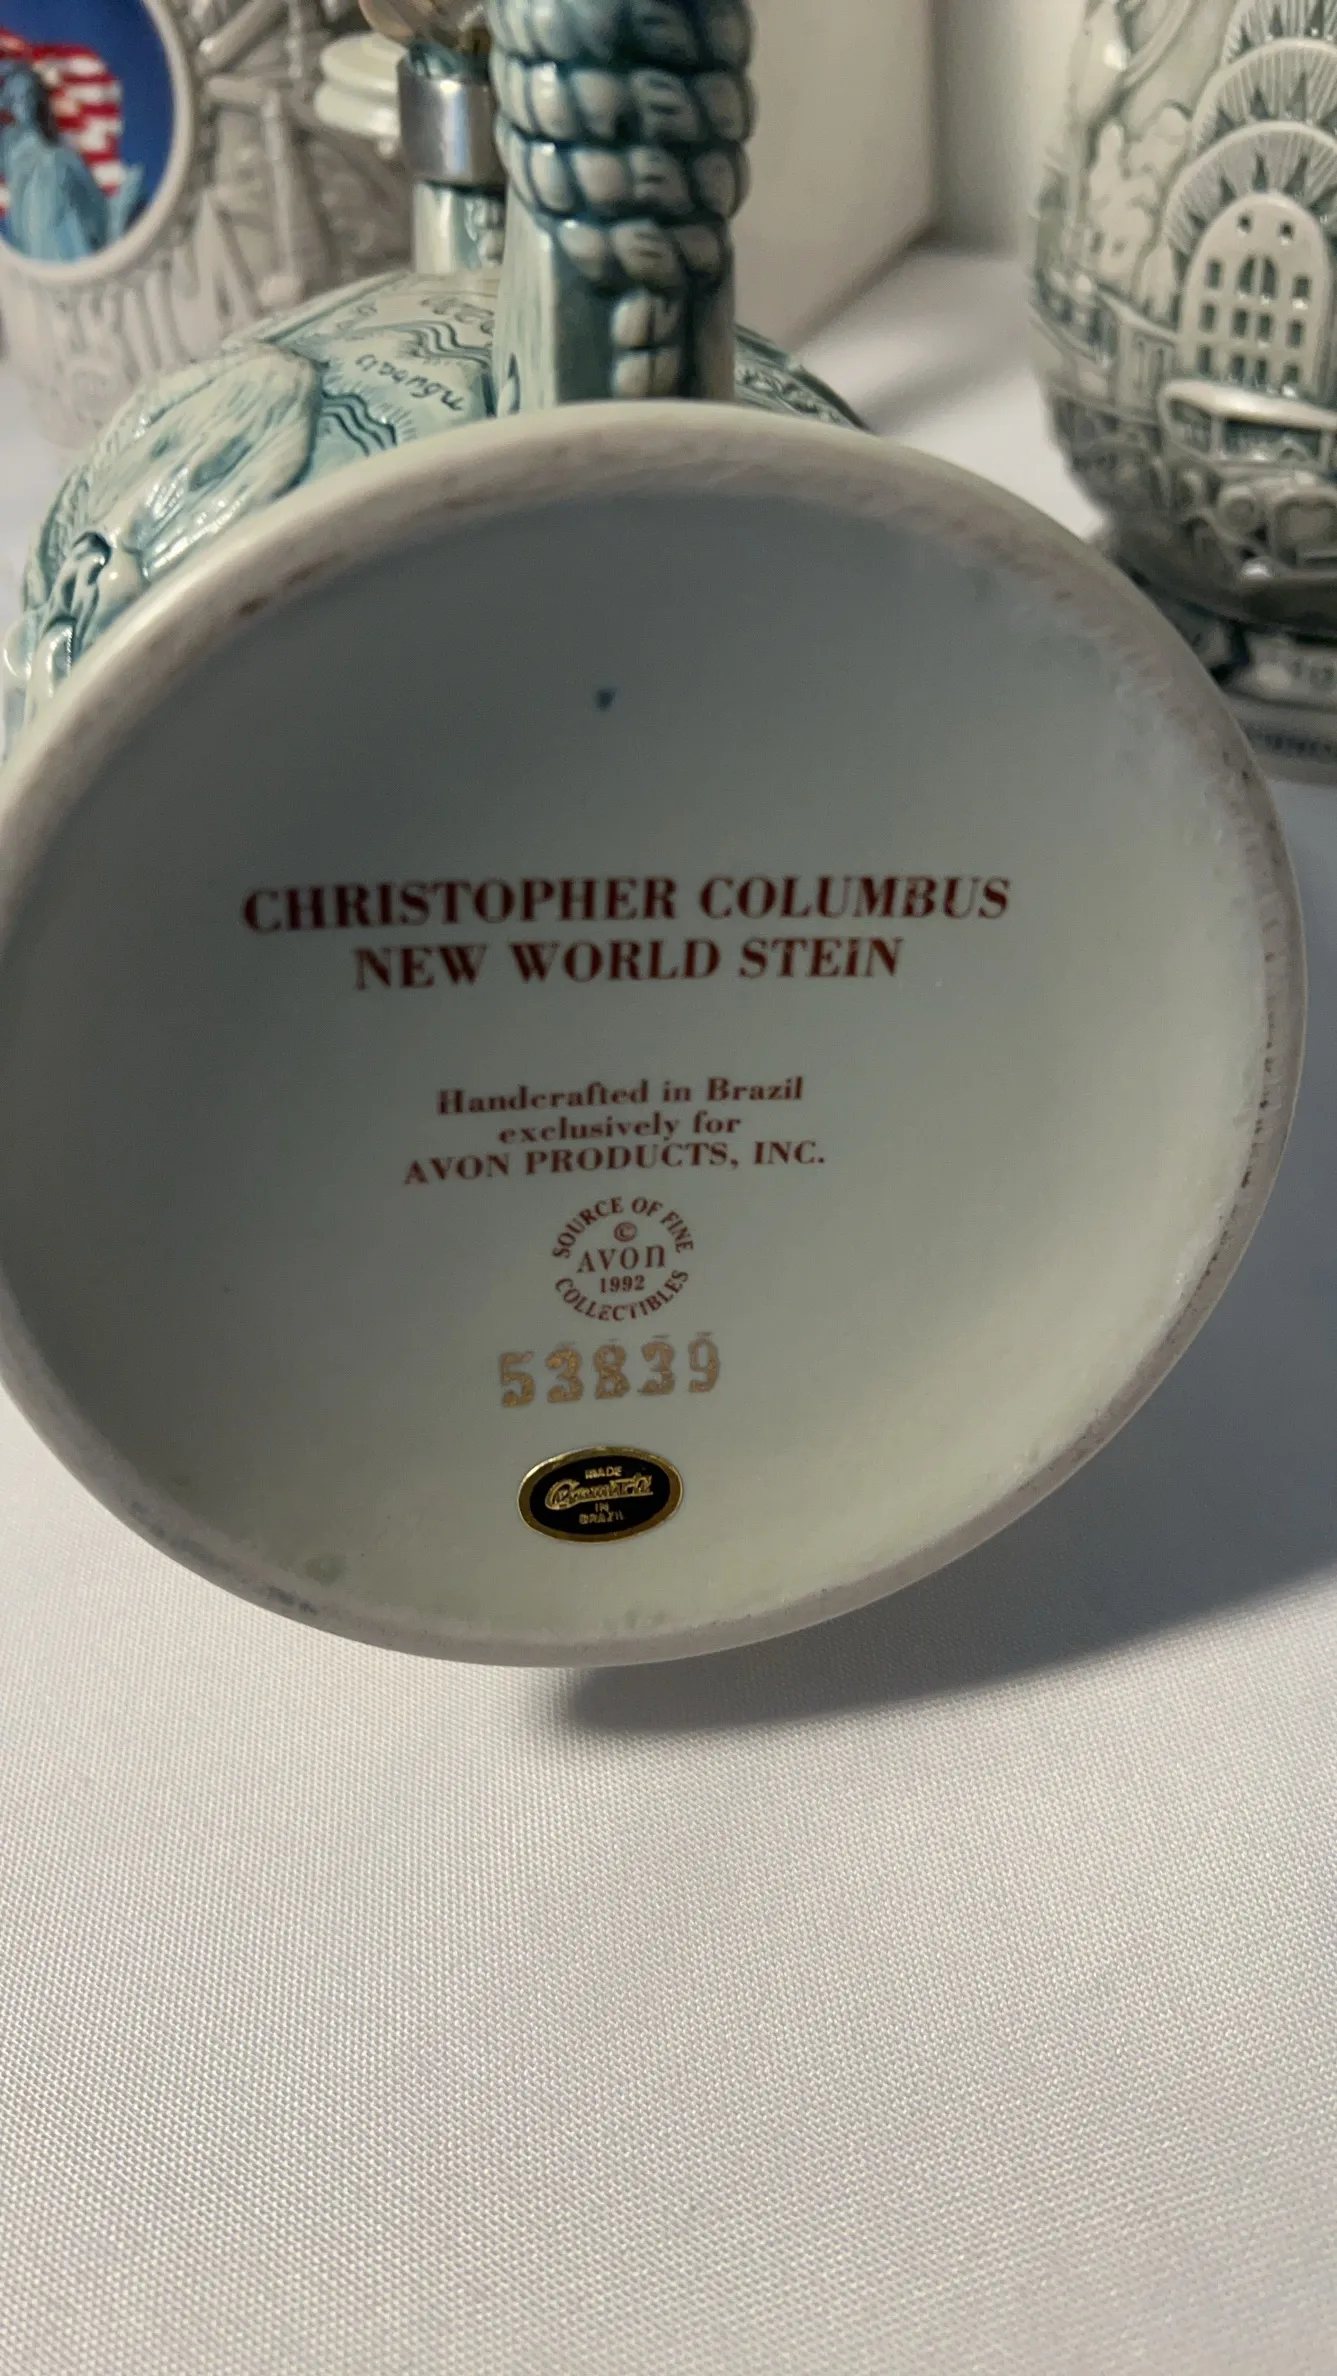 CHRISTOPHER COLUMBUS
NEW WORLD STEIN
Handcrafted in Brazil
exclusively for
AVON PRODUCTS, INC.
SOURCE OF FINE
©
AVON
1992
COLLECTIBLES
53839
MADE
IN
BRAZIL